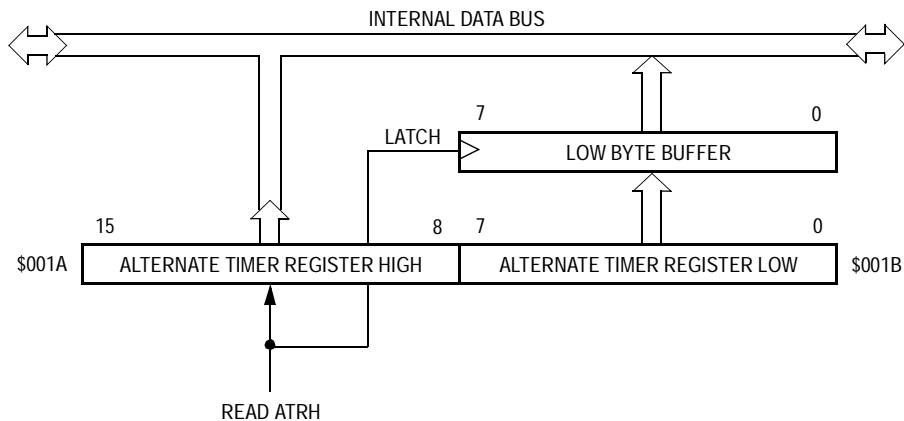 INTERNAL DATA BUS
7 0
LATCH
LOW BYTE BUFFER
15 8 7 0
$001A ALTERNATE TIMER REGISTER HIGH ALTERNATE TIMER REGISTER LOW $001B
READ ATRH